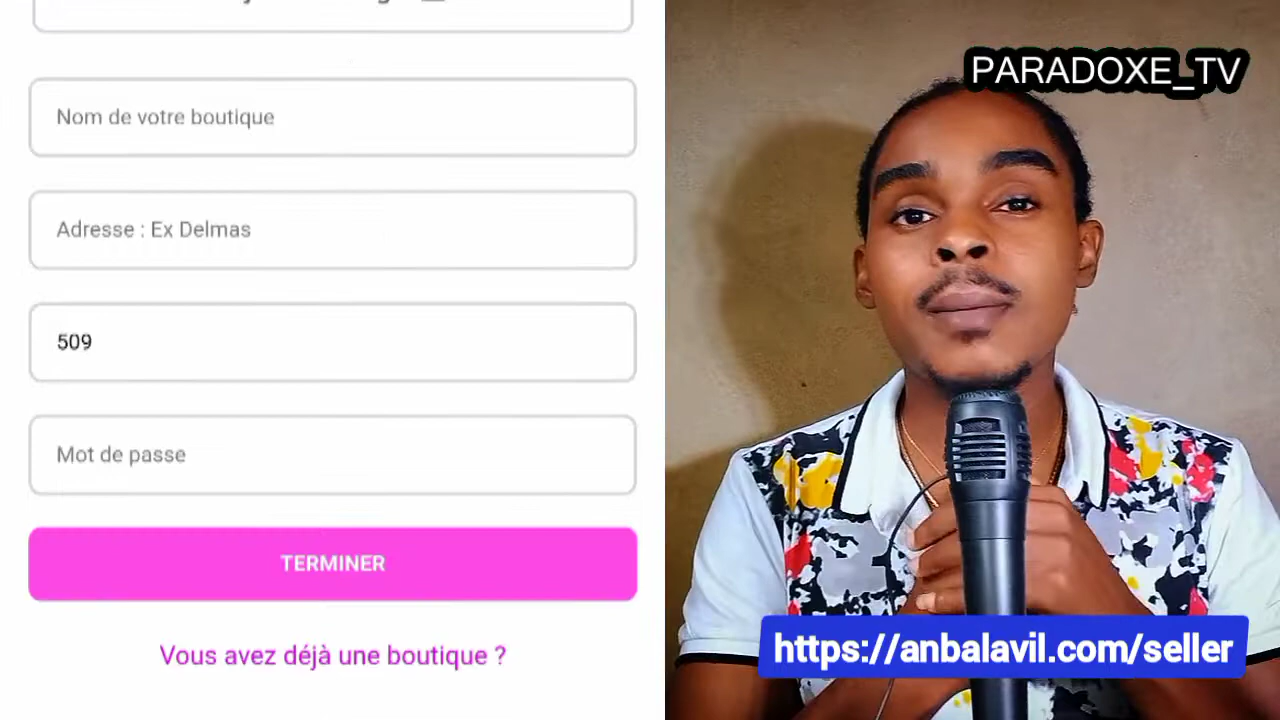 Nom de votre boutique
Adresse : Ex Delmas
509
Mot de passe
TERMINER
Vous avez déjà une boutique ?
PARADOXE_TV
https://anbalavil.com/seller